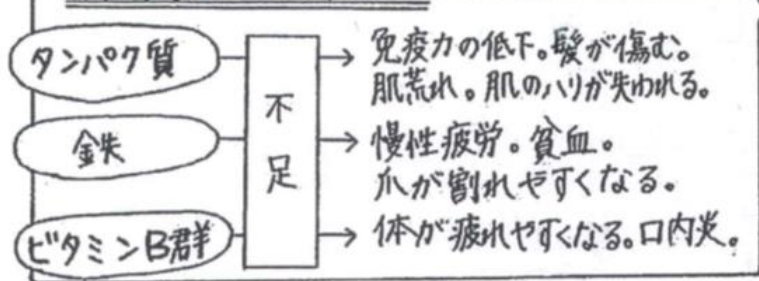 タンパク質
不足
免疫力の低下。髪が傷む。
肌荒れ。肌のハリが失われる。
鉄
慢性疲労。貧血。
爪が割れやすくなる。
ビタミンB群
体が疲れやすくなる。口内炎。